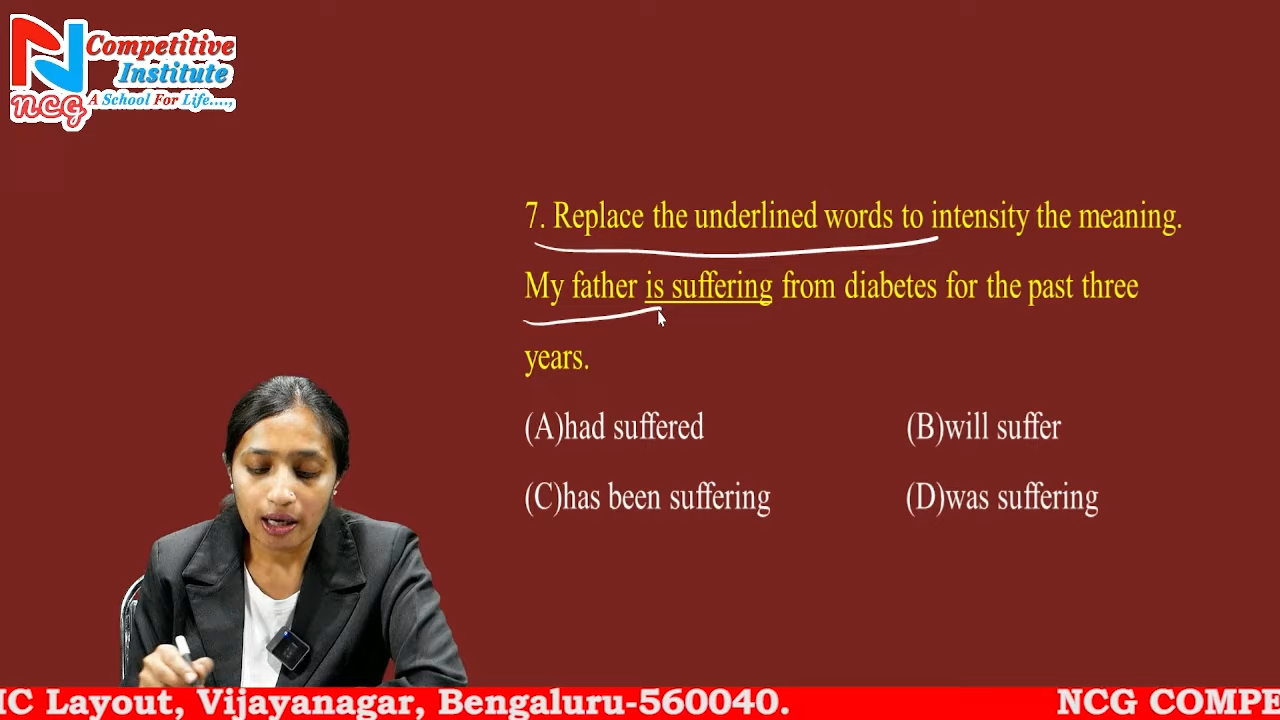 Competitive
Institute
NCG A School For Life....,
7. Replace the underlined words to intensity the meaning.
My father is suffering from diabetes for the past three
years.
(A)had suffered (B)will suffer
(C)has been suffering (D)was suffering
Layout, Vijayanagar, Bengaluru-560040. NCG